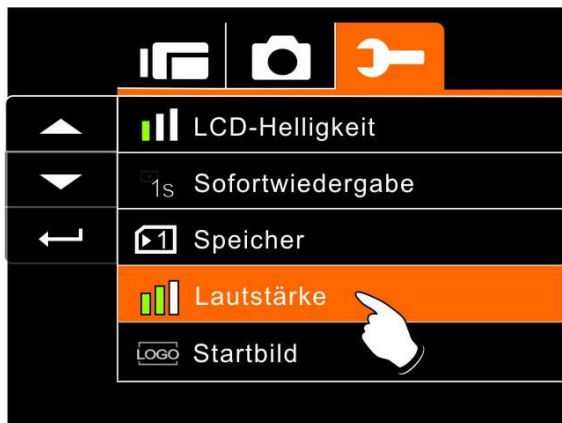 LCD-Helligkeit
1s Sofortwiedergabe
1 Speicher
Lautstärke
LOGO Startbild